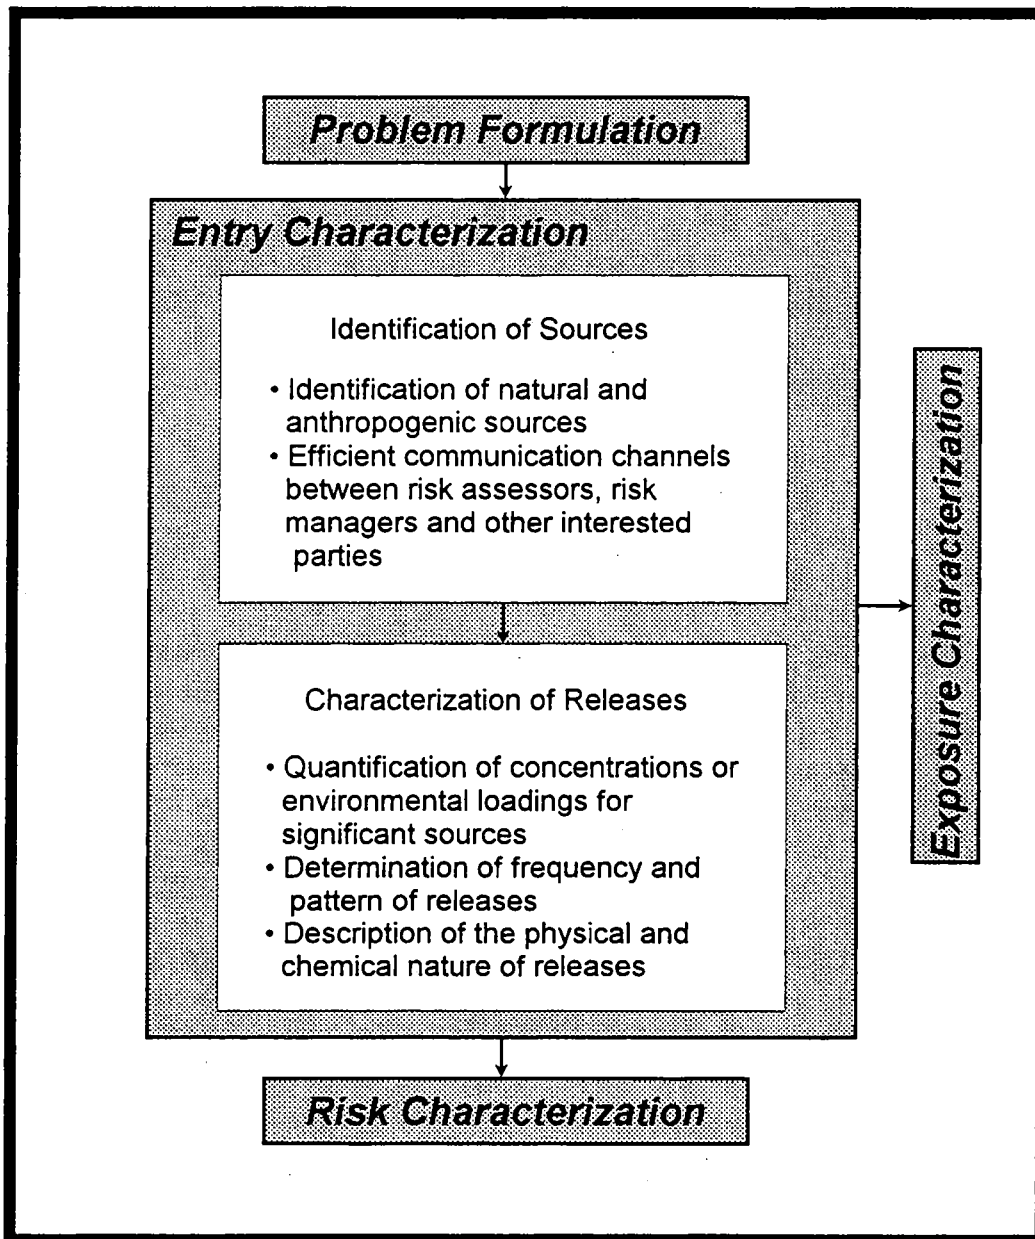 Problem Formulation
Entry Characterization
Identification of Sources
• Identification of natural and
anthropogenic sources
• Efficient communication channels
between risk assessors, risk
managers and other interested
parties
Characterization of Releases
• Quantification of concentrations or
environmental loadings for
significant sources
• Determination of frequency and
pattern of releases
• Description of the physical and
chemical nature of releases
Exposure Characterization
Risk Characterization